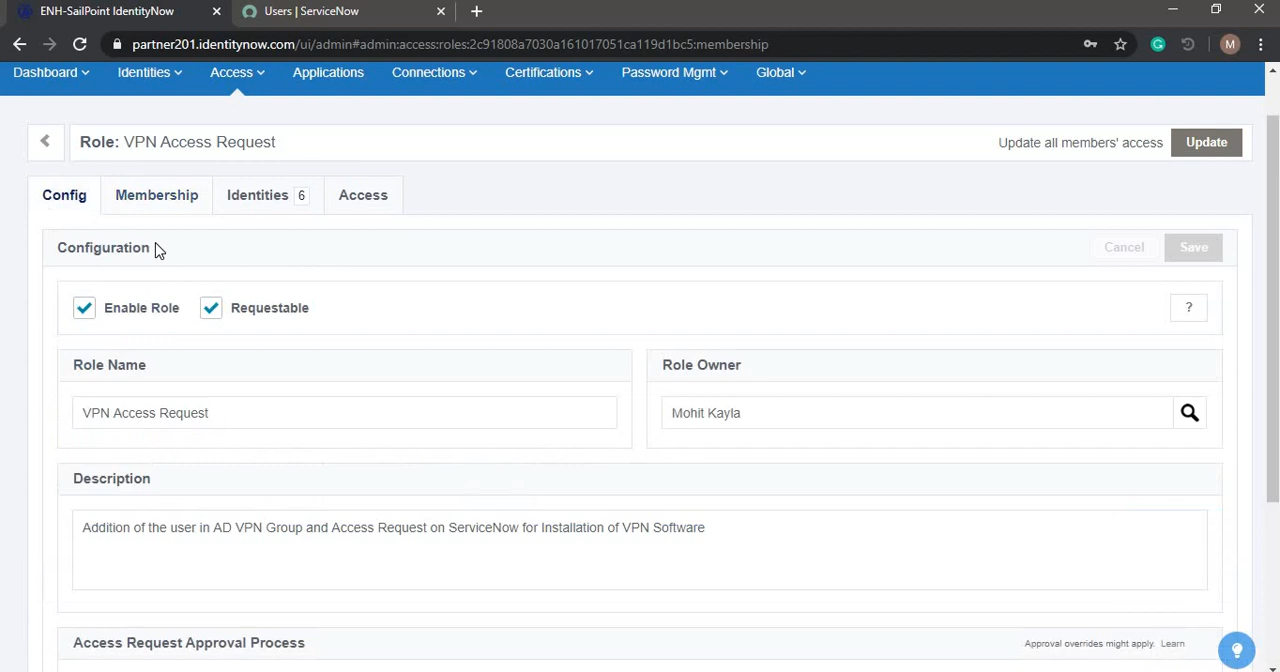 ENH-SailPoint IdentityNow
Users | ServiceNow
partner201.identitynow.com/ui/admin#admin:access:roles:2c91808a7030a161017051ca119d1bc5:membership
M
Dashboard Identities Access Applications Connections Certifications Password Mgmt Global
Role: VPN Access Request
Update all members' access Update
Config Membership Identities 6 Access
Configuration
Cancel Save
Enable Role Requestable ?
Role Name
Role Owner
VPN Access Request
Mohit Kayla
Description
Addition of the user in AD VPN Group and Access Request on ServiceNow for Installation of VPN Software
Access Request Approval Process
Approval overrides might apply. Learn